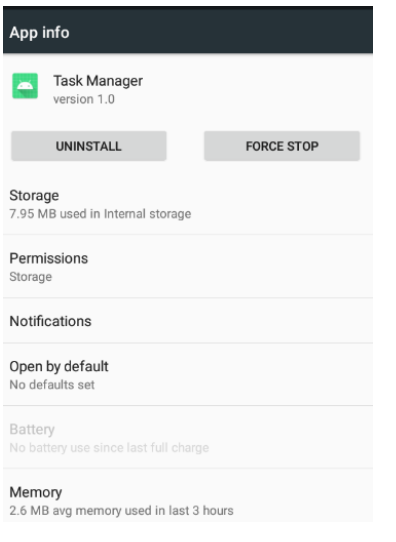 App info
Task Manager
version 1.0
UNINSTALL
FORCE STOP
Storage
7.95 MB used in Internal storage
Permissions
Storage
Notifications
Open by default
No defaults set
Battery
No battery use since last full charge
Memory
2.6 MB avg memory used in last 3 hours